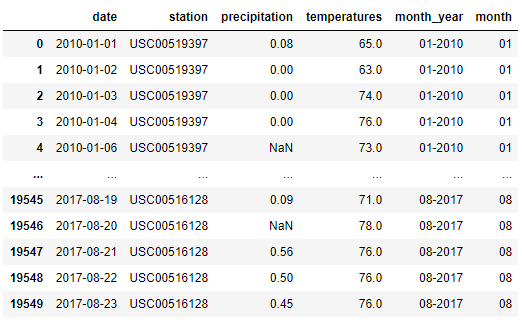 date station precipitation temperatures month_year month
0 2010-01-01 USC00519397 0.08 65.0 01-2010 01
1 2010-01-02 USC00519397 0.00 63.0 01-2010 01
2 2010-01-03 USC00519397 0.00 74.0 01-2010 01
3 2010-01-04 USC00519397 0.00 76.0 01-2010 01
4 2010-01-06 USC00519397 NaN 73.0 01-2010 01
... ... ... ... ... ... ...
19545 2017-08-19 USC00516128 0.09 71.0 08-2017 08
19546 2017-08-20 USC00516128 NaN 78.0 08-2017 08
19547 2017-08-21 USC00516128 0.56 76.0 08-2017 08
19548 2017-08-22 USC00516128 0.50 76.0 08-2017 08
19549 2017-08-23 USC00516128 0.45 76.0 08-2017 08